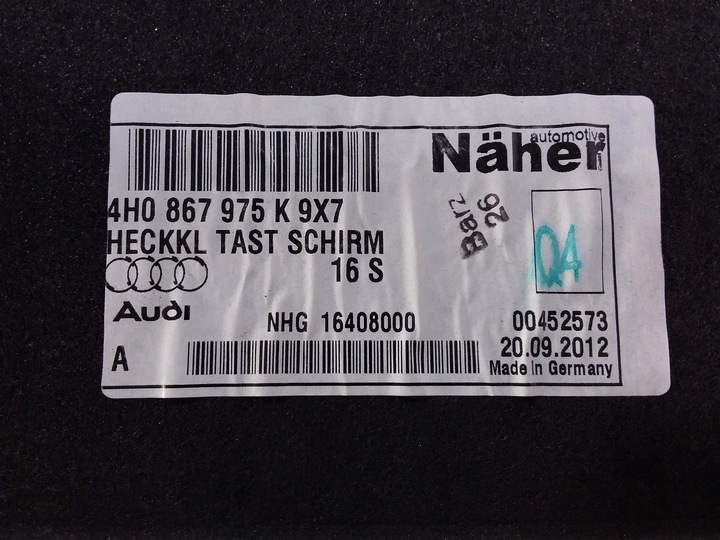 automotive
Näher
4H0 867 975 K 9X7
HECKKL TAST SCHIRM
16 S
Barz
26
QA
Audi
NHG 16408000
00452573
A
20.09.2012
Made in Germany